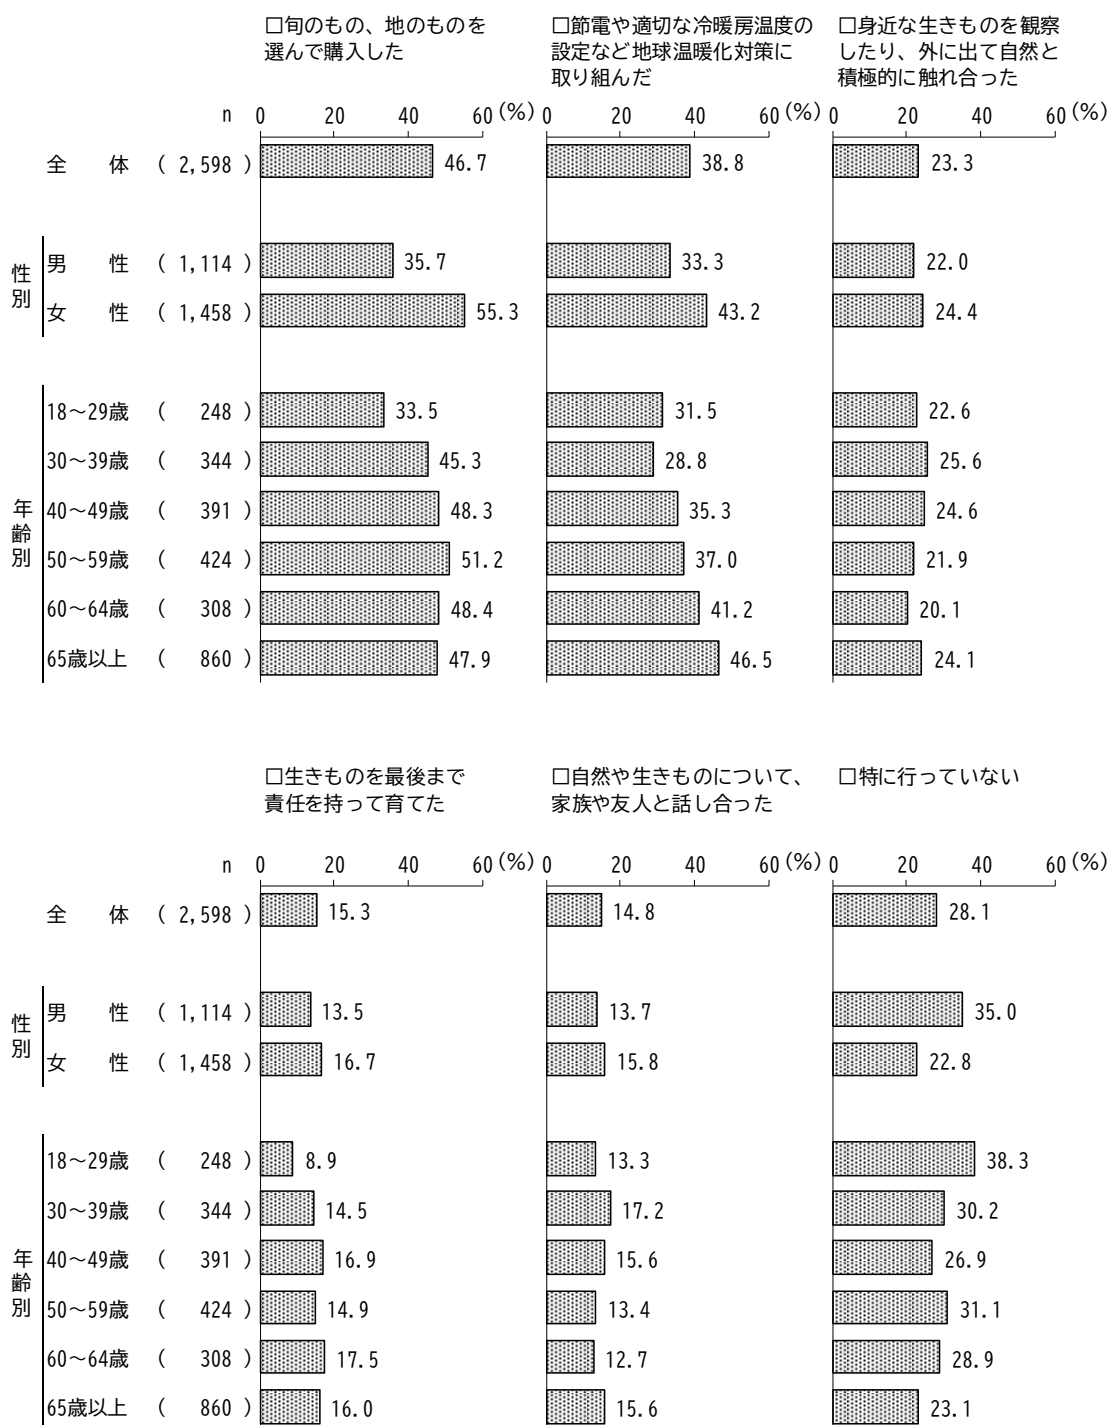 □旬のもの、地のものを
選んで購入した
□節電や適切な冷暖房温度の
設定など地球温暖化対策に
取り組んだ
□身近な生きものを観察
したり、外に出て自然と
積極的に触れ合った
n 0 20 40 60 (%) 0 20 40 60 (%) 0 20 40 60 (%)
全 体 ( 2,598 ) 46.7 38.8 23.3
性別
男 性 ( 1,114 ) 35.7 33.3 22.0
女 性 ( 1,458 ) 55.3 43.2 24.4
年齢別
18～29歳 ( 248 ) 33.5 31.5 22.6
30～39歳 ( 344 ) 45.3 28.8 25.6
40～49歳 ( 391 ) 48.3 35.3 24.6
50～59歳 ( 424 ) 51.2 37.0 21.9
60～64歳 ( 308 ) 48.4 41.2 20.1
65歳以上 ( 860 ) 47.9 46.5 24.1
□生きものを最後まで
責任を持って育てた
□自然や生きものについて、
家族や友人と話し合った
□特に行っていない
n 0 20 40 60 (%) 0 20 40 60 (%) 0 20 40 60 (%)
全 体 ( 2,598 ) 15.3 14.8 28.1
性別
男 性 ( 1,114 ) 13.5 13.7 35.0
女 性 ( 1,458 ) 16.7 15.8 22.8
年齢別
18～29歳 ( 248 ) 8.9 13.3 38.3
30～39歳 ( 344 ) 14.5 17.2 30.2
40～49歳 ( 391 ) 16.9 15.6 26.9
50～59歳 ( 424 ) 14.9 13.4 31.1
60～64歳 ( 308 ) 17.5 12.7 28.9
65歳以上 ( 860 ) 16.0 15.6 23.1